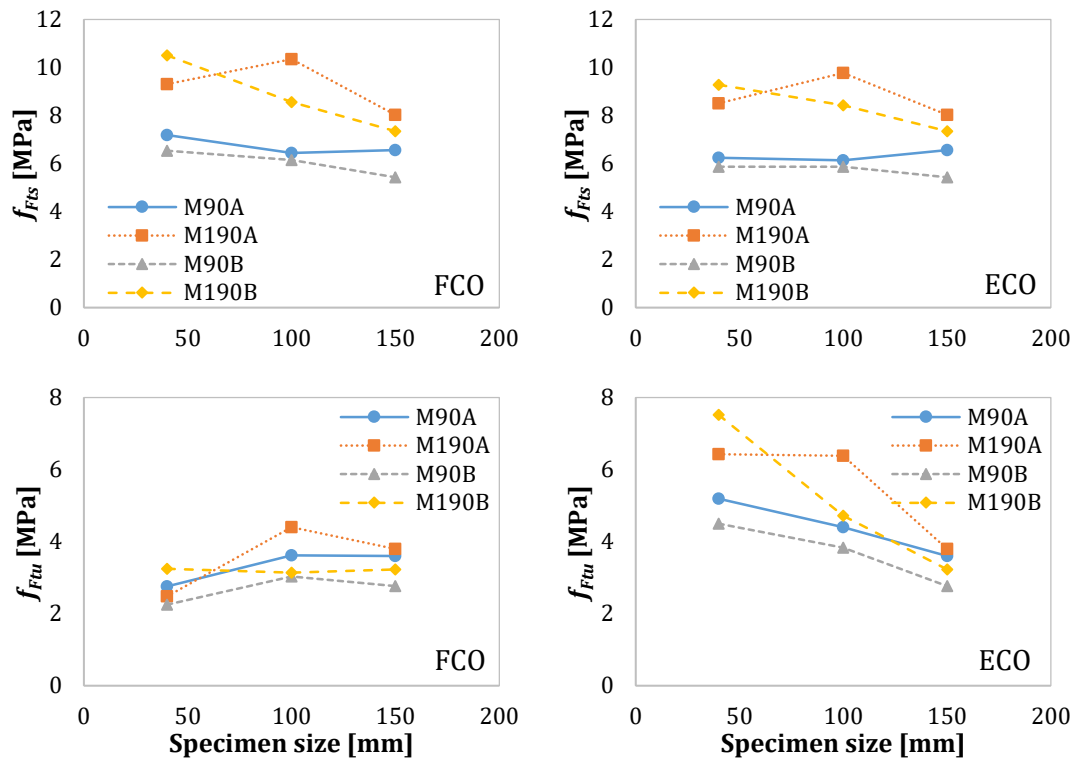 12
10
8
6
4
2
0
f_Fts [MPa]
M90A
M190A
M90B
M190B
FCO
0 50 100 150 200
12
10
8
6
4
2
0
f_Fts [MPa]
M90A
M190A
M90B
M190B
ECO
0 50 100 150 200
8
6
4
2
0
f_Ftu [MPa]
M90A
M190A
M90B
M190B
FCO
0 50 100 150 200
Specimen size [mm]
8
6
4
2
0
f_Ftu [MPa]
M90A
M190A
M90B
M190B
ECO
0 50 100 150 200
Specimen size [mm]